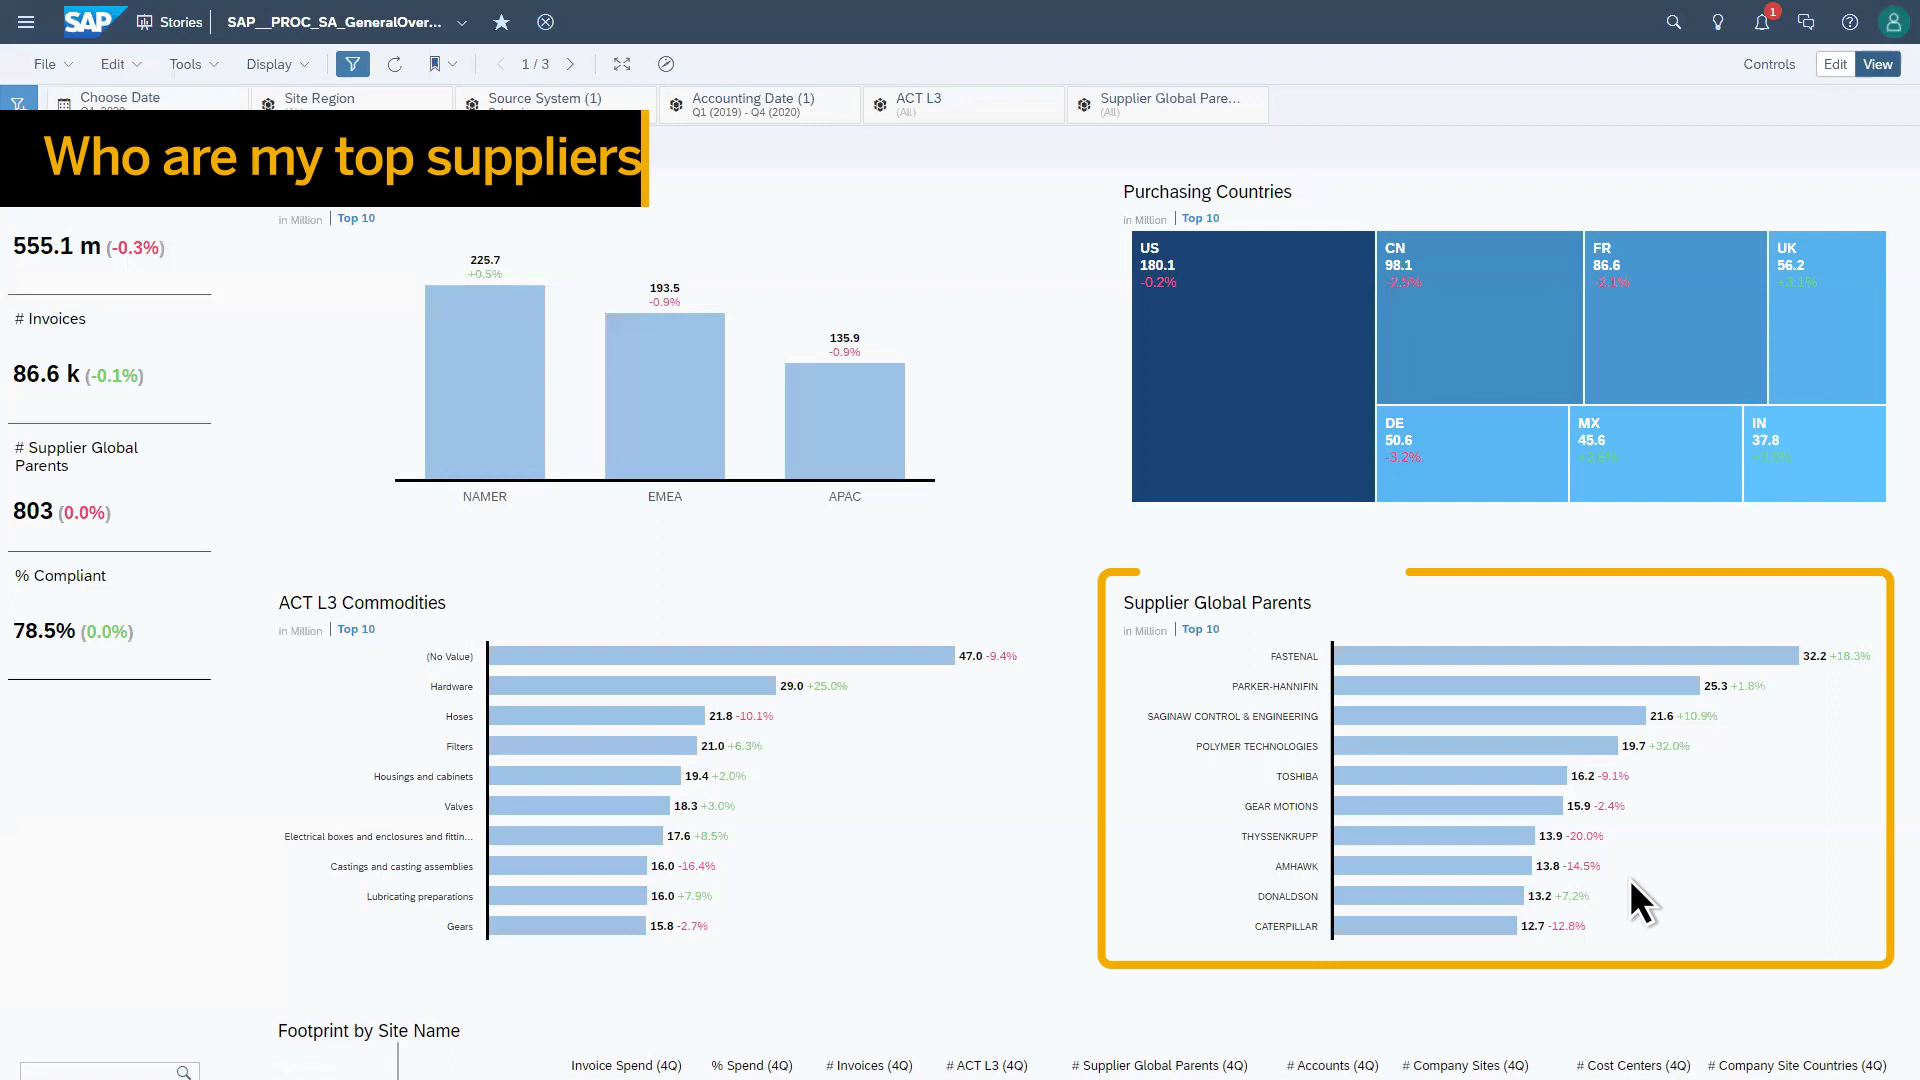 SAP Stories SAP__PROC_SA_GeneralOver... 1
File Edit Tools Display 1 / 3 Controls Edit View
Choose Date Site Region Source System (1) Accounting Date (1) ACT L3 Supplier Global Pare...
Q1 (2019) - Q4 (2020) (All) (All)
Who are my top suppliers
in Million Top 10
555.1 m (-0.3%)
# Invoices
86.6 k (-0.1%)
# Supplier Global
Parents
803 (0.0%)
% Compliant
78.5% (0.0%)
225.7
+0.5%
193.5
-0.9%
135.9
-0.9%
NAMER EMEA APAC
Purchasing Countries
in Million Top 10
US
180.1
-0.2%
CN
98.1
-2.5%
FR
86.6
-2.1%
UK
56.2
+3.1%
DE
50.6
-3.2%
MX
45.6
IN
37.8
ACT L3 Commodities
in Million Top 10
(No Value) 47.0 -9.4%
Hardware 29.0 +25.0%
Hoses 21.8 -10.1%
Filters 21.0 +6.3%
Housings and cabinets 19.4 +2.0%
Valves 18.3 +3.0%
Electrical boxes and enclosures and fittin... 17.6 +8.5%
Castings and casting assemblies 16.0 -16.4%
Lubricating preparations 16.0 +7.9%
Gears 15.8 -2.7%
Supplier Global Parents
in Million Top 10
FASTENAL 32.2 +18.3%
PARKER-HANNIFIN 25.3 +1.8%
SAGINAW CONTROL & ENGINEERING 21.6 +10.9%
POLYMER TECHNOLOGIES 19.7 +32.0%
TOSHIBA 16.2 -9.1%
GEAR MOTIONS 15.9 -2.4%
THYSSENKRUPP 13.9 -20.0%
AMHAWK 13.8 -14.5%
DONALDSON 13.2 +7.2%
CATERPILLAR 12.7 -12.8%
Footprint by Site Name
Invoice Spend (4Q) % Spend (4Q) # Invoices (4Q) # ACT L3 (4Q) # Supplier Global Parents (4Q) # Accounts (4Q) # Company Sites (4Q) # Cost Centers (4Q) # Company Site Countries (4Q)